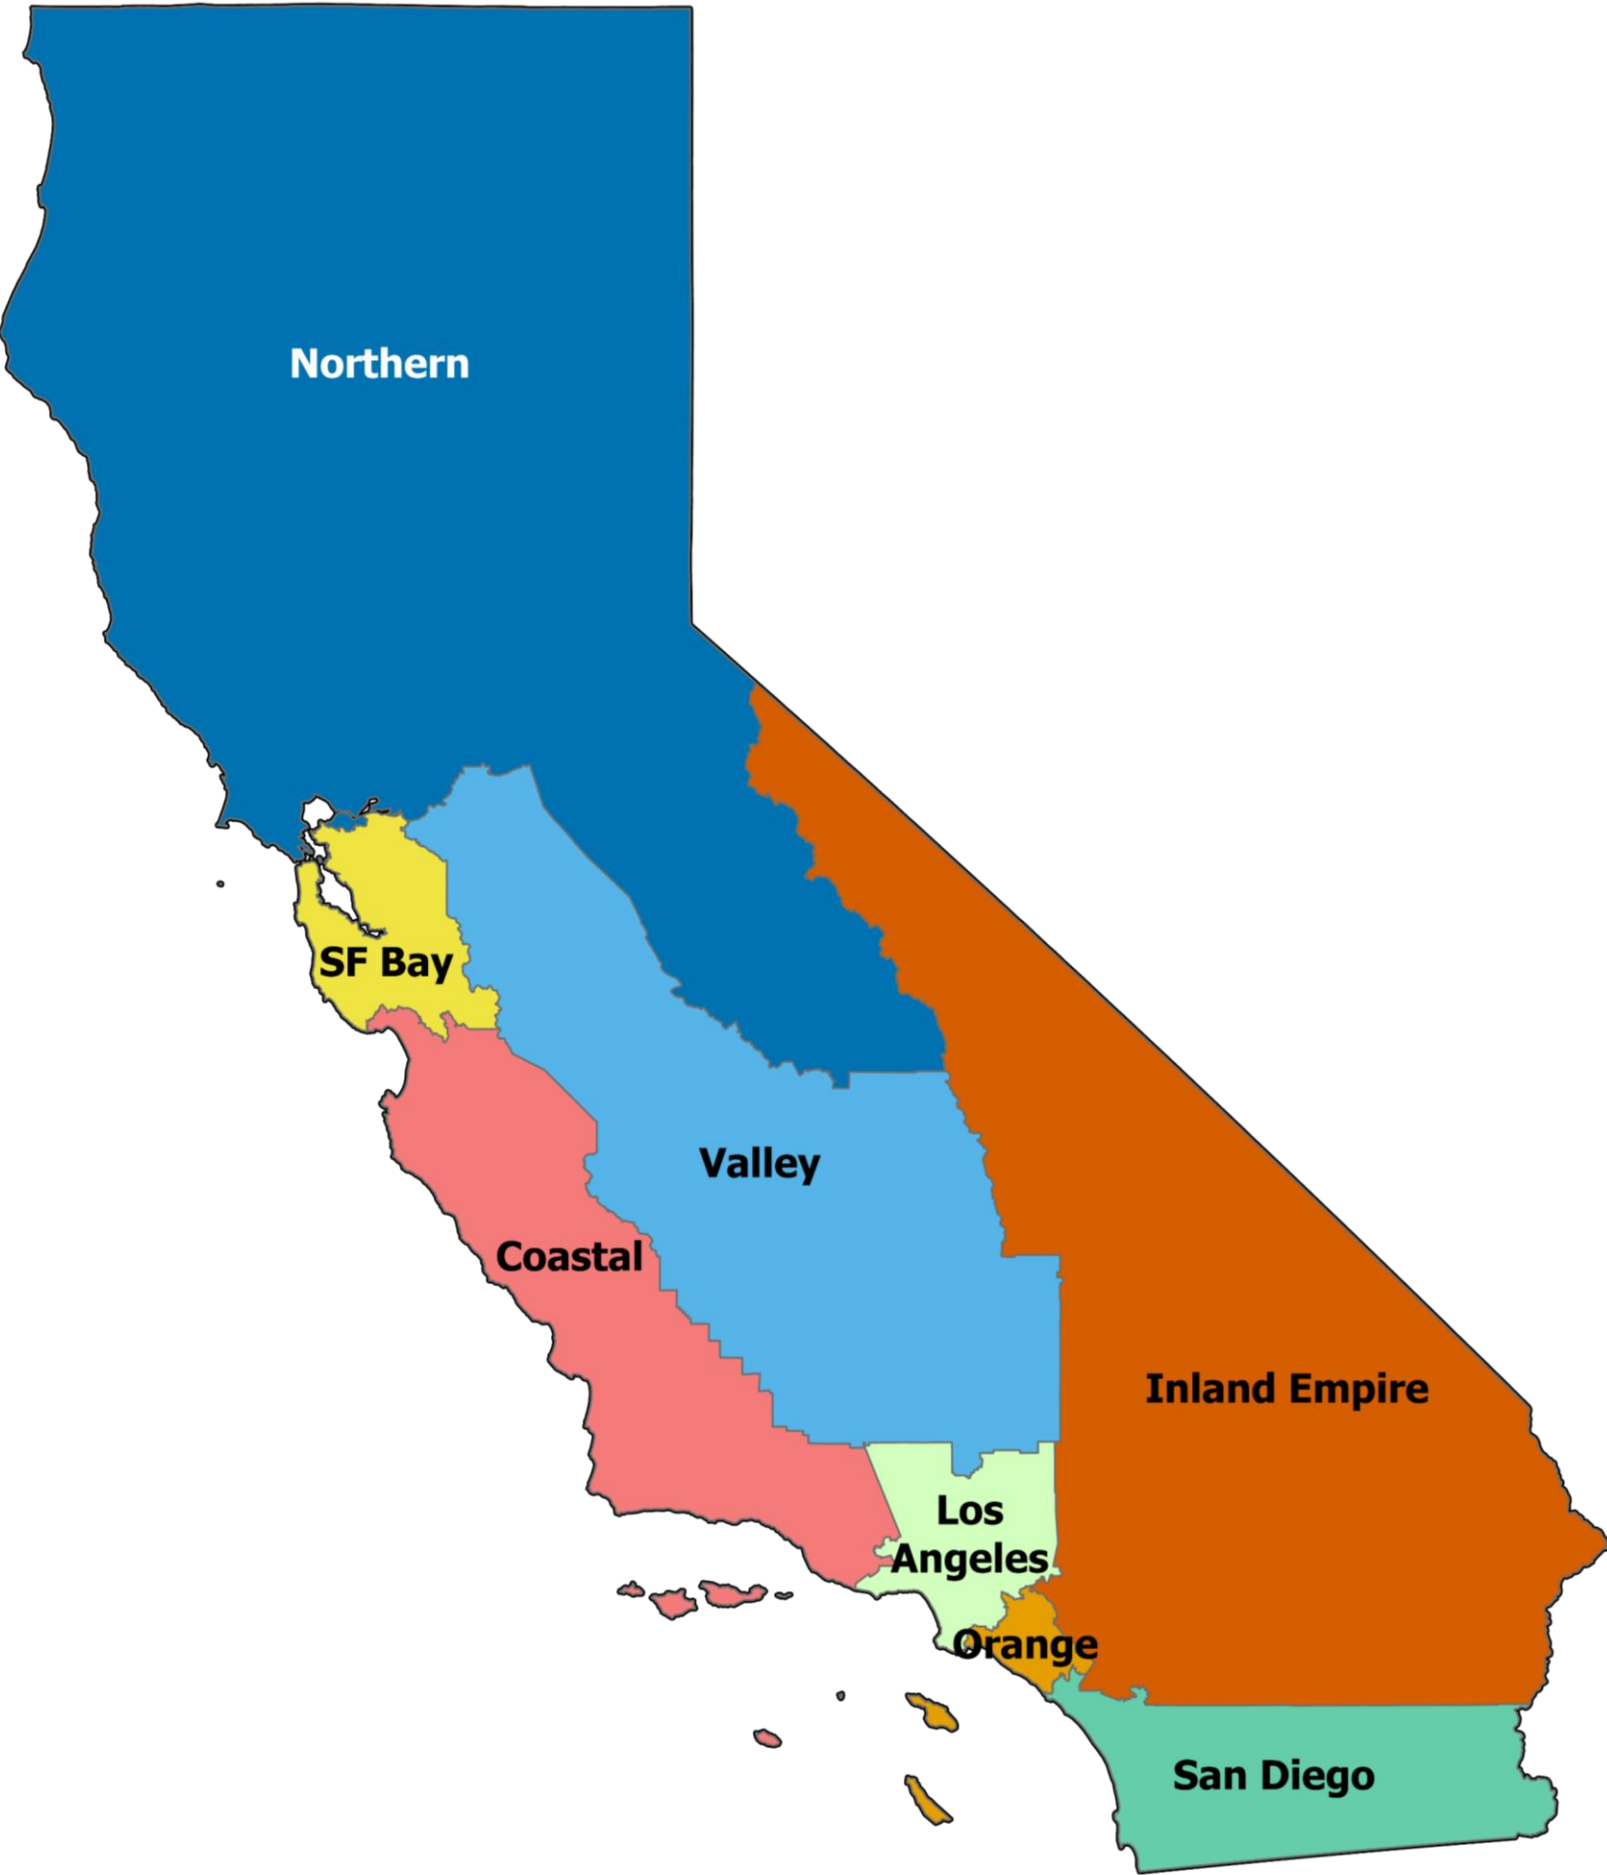 Northern
SF Bay
Valley
Coastal
Inland Empire
Los
Angeles
Orange
San Diego